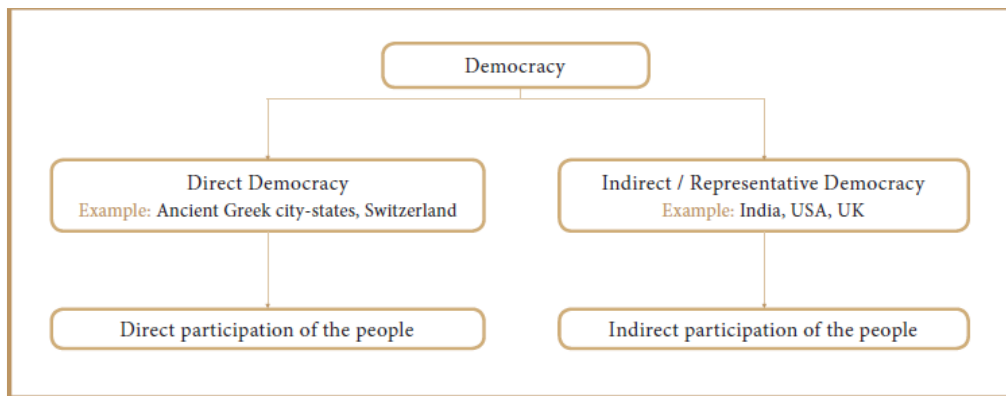 Democracy
Direct Democracy
Example: Ancient Greek city-states, Switzerland
Indirect / Representative Democracy
Example: India, USA, UK
Direct participation of the people
Indirect participation of the people